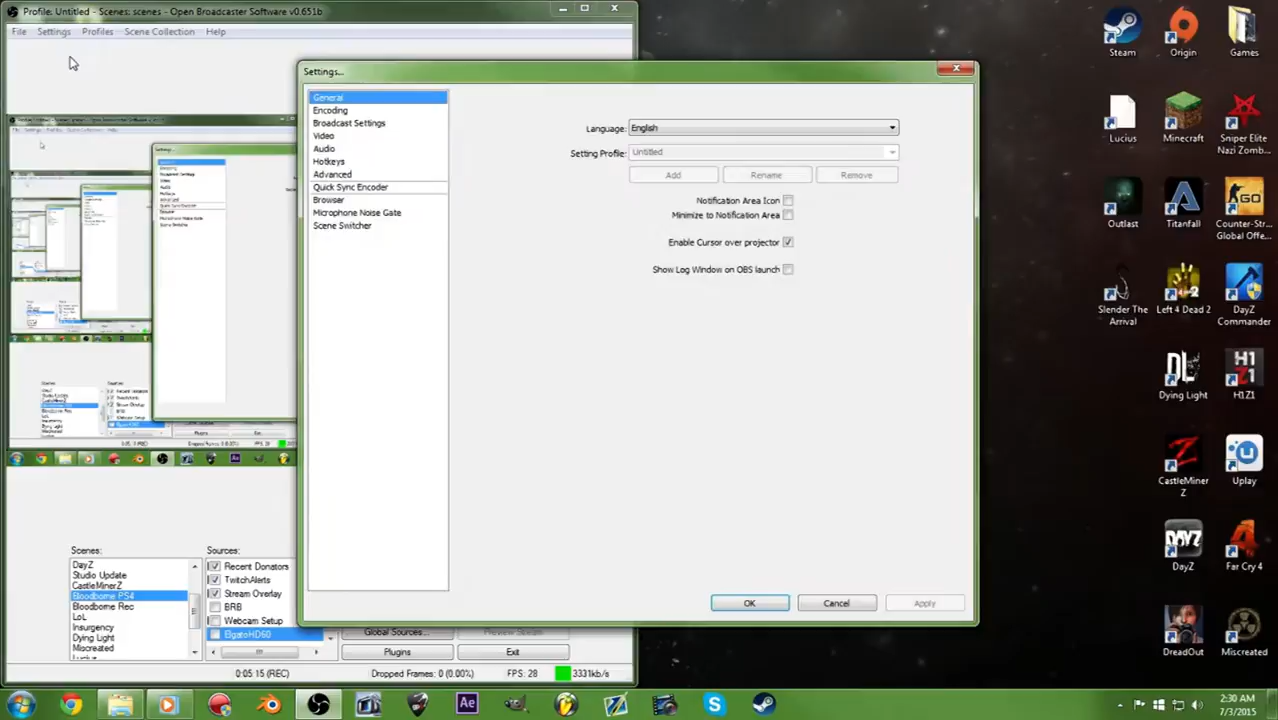 Profile: Untitled - Scenes: scenes - Open Broadcaster Software v0.651b
File Settings Profiles Scene Collection Help
Settings...
General
Encoding
Broadcast Settings
Video
Audio
Hotkeys
Advanced
Quick Sync Encoder
Browser
Microphone Noise Gate
Scene Switcher
Language: English
Setting Profile: Untitled
Add Rename Remove
Notification Area Icon
Minimize to Notification Area
Enable Cursor over projector
Show Log Window on OBS launch
OK Cancel Apply
Scenes:
DayZ
Studio Update
CastleMinerZ
Bloodborne PS4
Bloodborne Rec
LoL
Insurgency
Dying Light
Miscreated
Lucius
Sources:
Recent Donators
TwitchAlerts
Stream Overlay
BRB
Webcam Setup
ElgatoHD60
Global Sources... Preview Stream
Plugins Exit
0:05:15 (REC) Dropped Frames: 0 (0.00%) FPS: 28 3331kb/s
Steam
Origin
Games
Lucius
Minecraft
Sniper Elite
Nazi Zomb...
Outlast
Titanfall
Counter-Str...
Global Offe...
Slender The
Arrival
Left 4 Dead 2
DayZ
Commander
Dying Light
H1Z1
CastleMiner
Z
Uplay
DayZ
Far Cry 4
DreadOut
Miscreated
2:30 AM
7/3/2015